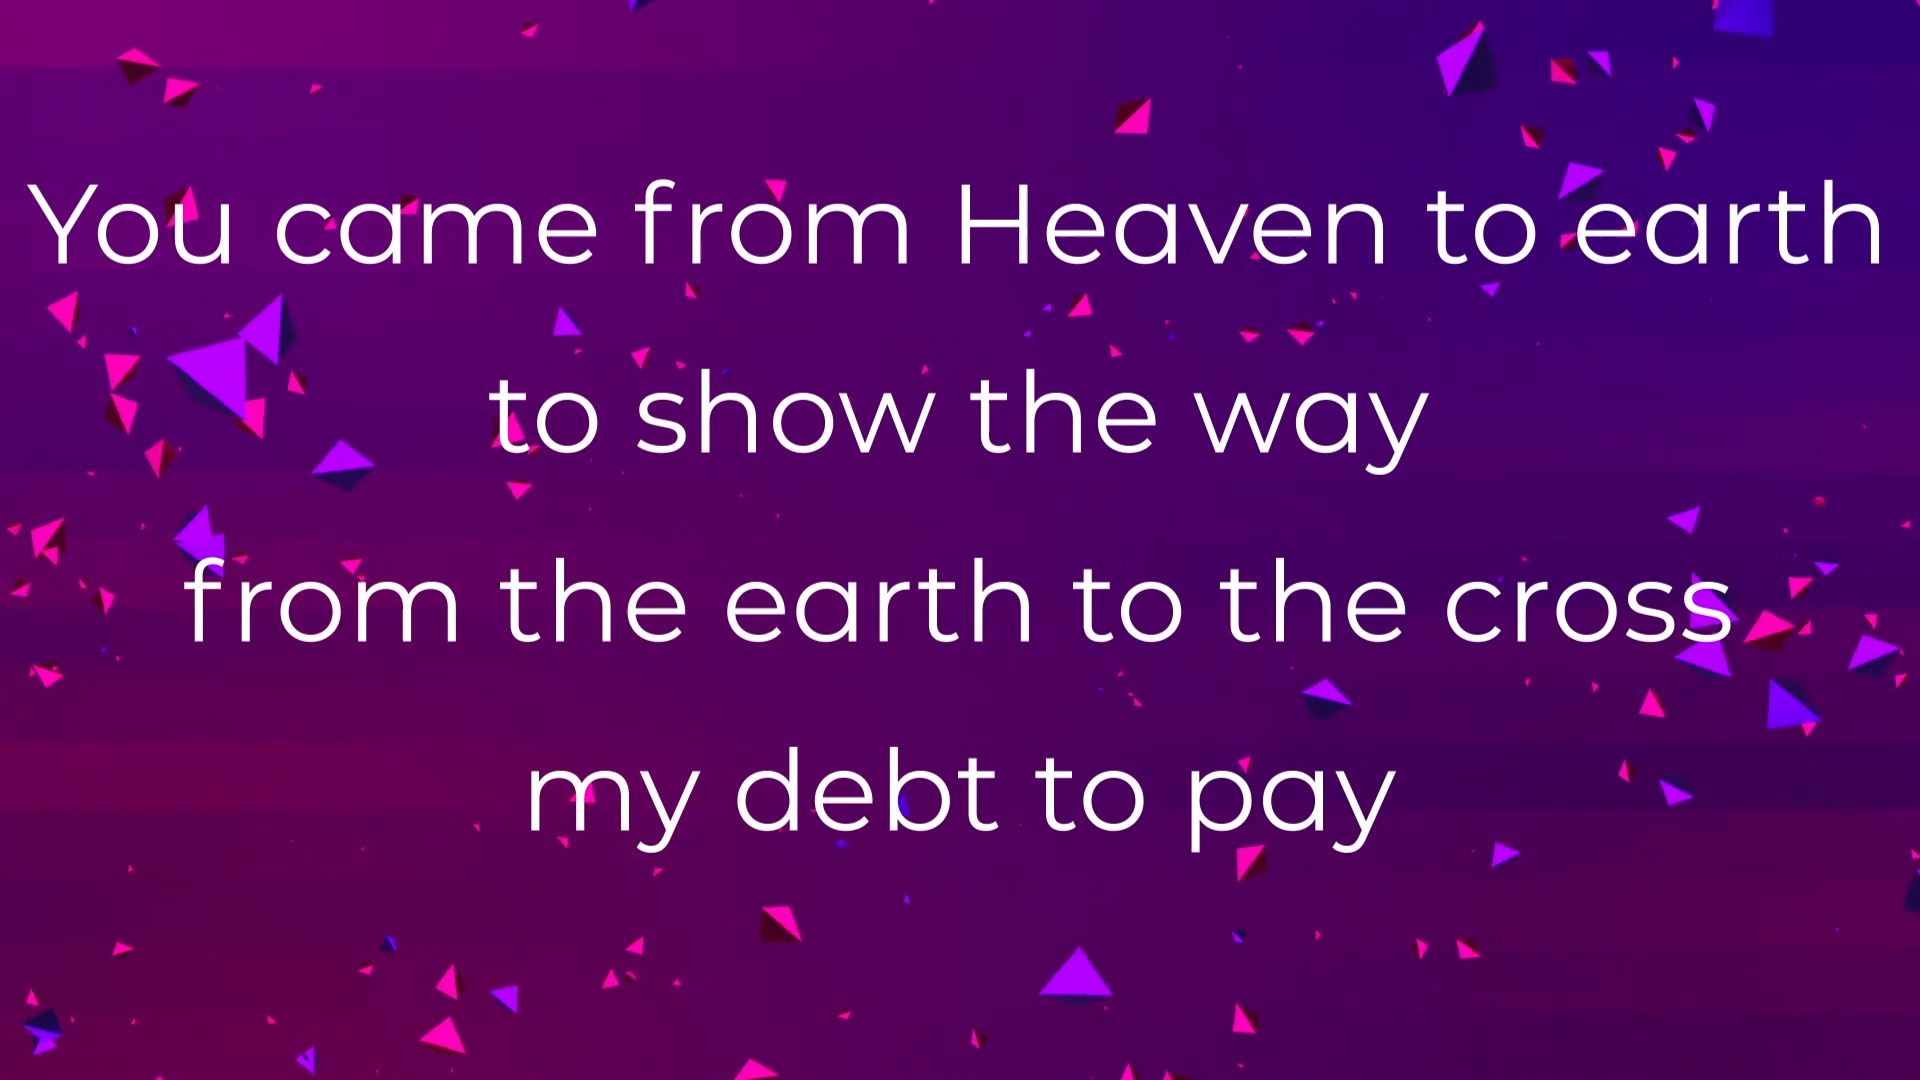 You came from Heaven to earth
to show the way
from the earth to the cross
my debt to pay